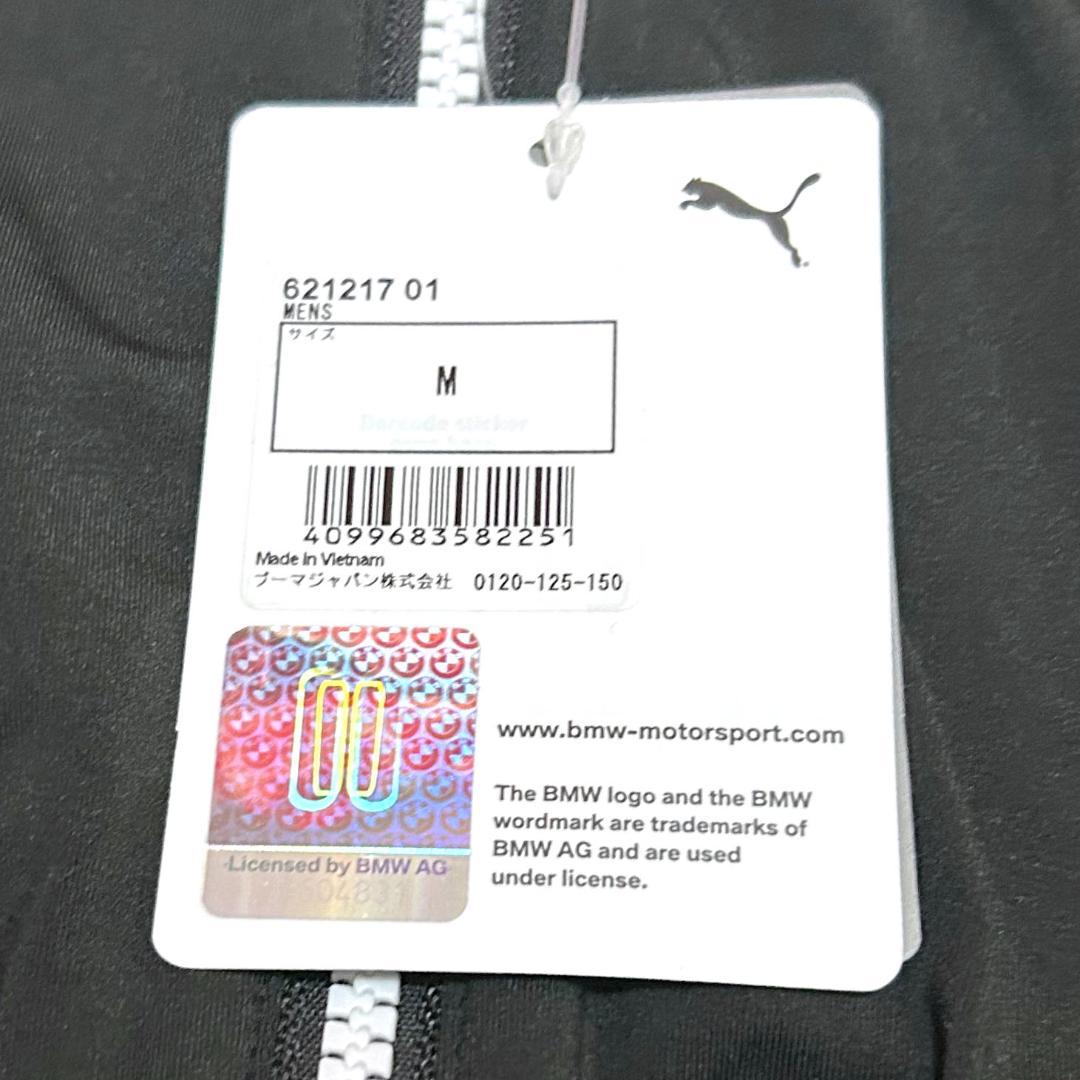 621217 01
MENS
サイズ
M
Barcode sticker
4099683582251
Made in Vietnam
プーマジャパン株式会社 0120-125-150
www.bmw-motorsport.com
The BMW logo and the BMW
wordmark are trademarks of
BMW AG and are used
under license.
Licensed by BMW AG